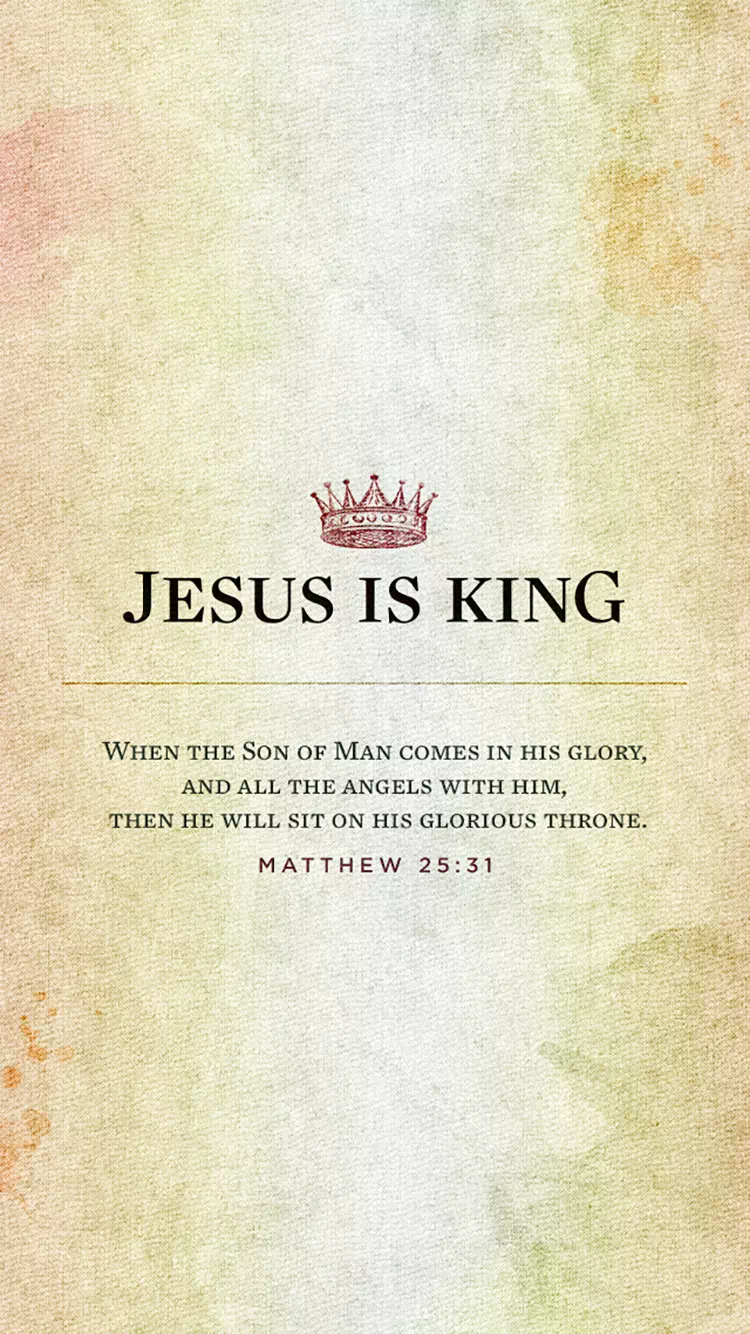 Jesus is King
When the Son of Man comes in his glory,
and all the angels with him,
then he will sit on his glorious throne.
MATTHEW 25:31